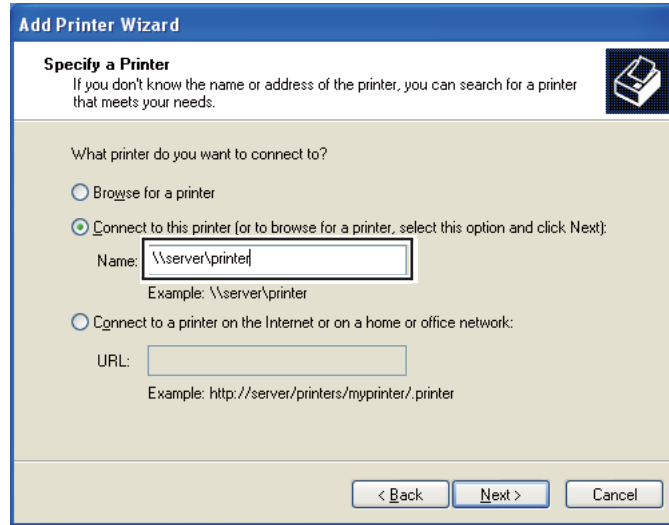 Add Printer Wizard
Specify a Printer
If you don't know the name or address of the printer, you can search for a printer
that meets your needs.
What printer do you want to connect to?
Browse for a printer
Connect to this printer (or to browse for a printer, select this option and click Next):
Name: \\server\printer
Example: \\server\printer
Connect to a printer on the Internet or on a home or office network:
URL:
Example: http://server/printers/myprinter/.printer
< Back Next > Cancel